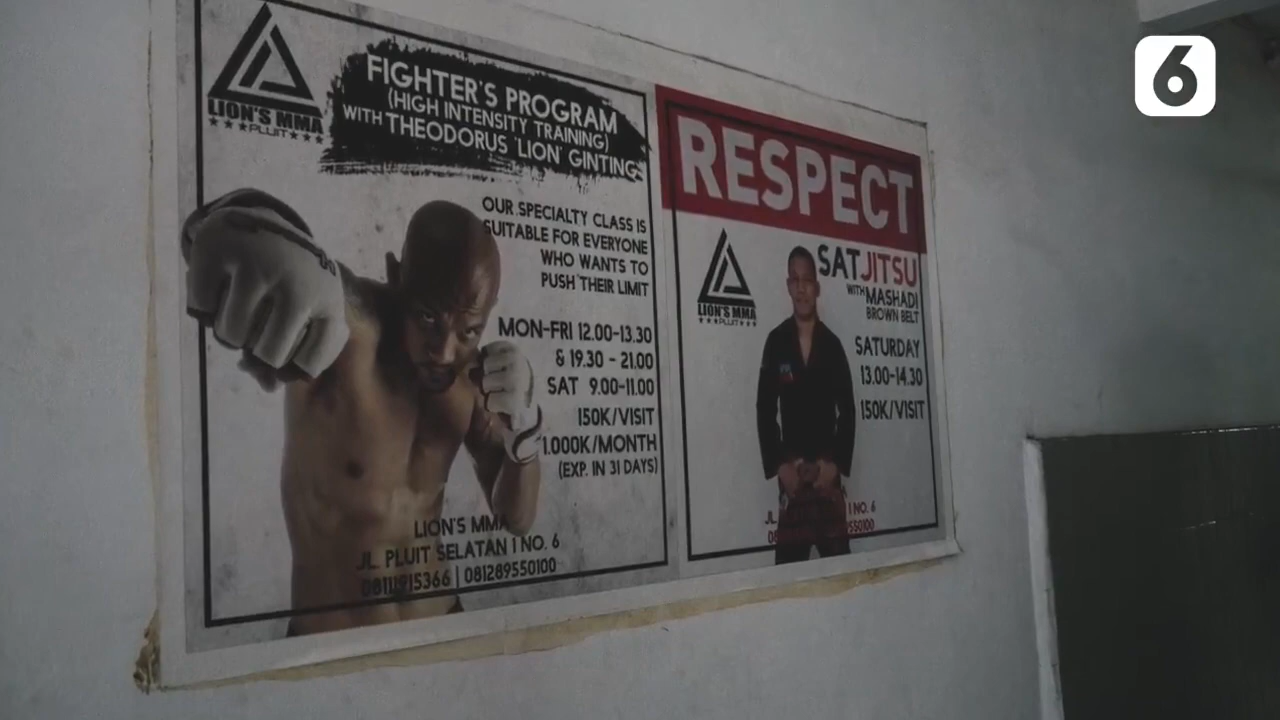 LION'S MMA
PLUIT
FIGHTER'S PROGRAM
(HIGH INTENSITY TRAINING)
WITH THEODORUS 'LION' GINTING
OUR SPECIALTY CLASS IS
SUITABLE FOR EVERYONE
WHO WANTS TO
PUSH THEIR LIMIT
MON-FRI 12.00-13.30
& 19.30 - 21.00
SAT 9.00-11.00
150K/VISIT
1.000K/MONTH
(EXP. IN 31 DAYS)
LION'S MMA
JL. PLUIT SELATAN I NO. 6
08111915366 | 081289550100
RESPECT
LION'S MMA
PLUIT
SATJITSU
WITH MASHADI
BROWN BELT
SATURDAY
13.00-14.30
150K/VISIT
JL. I NO. 6
6